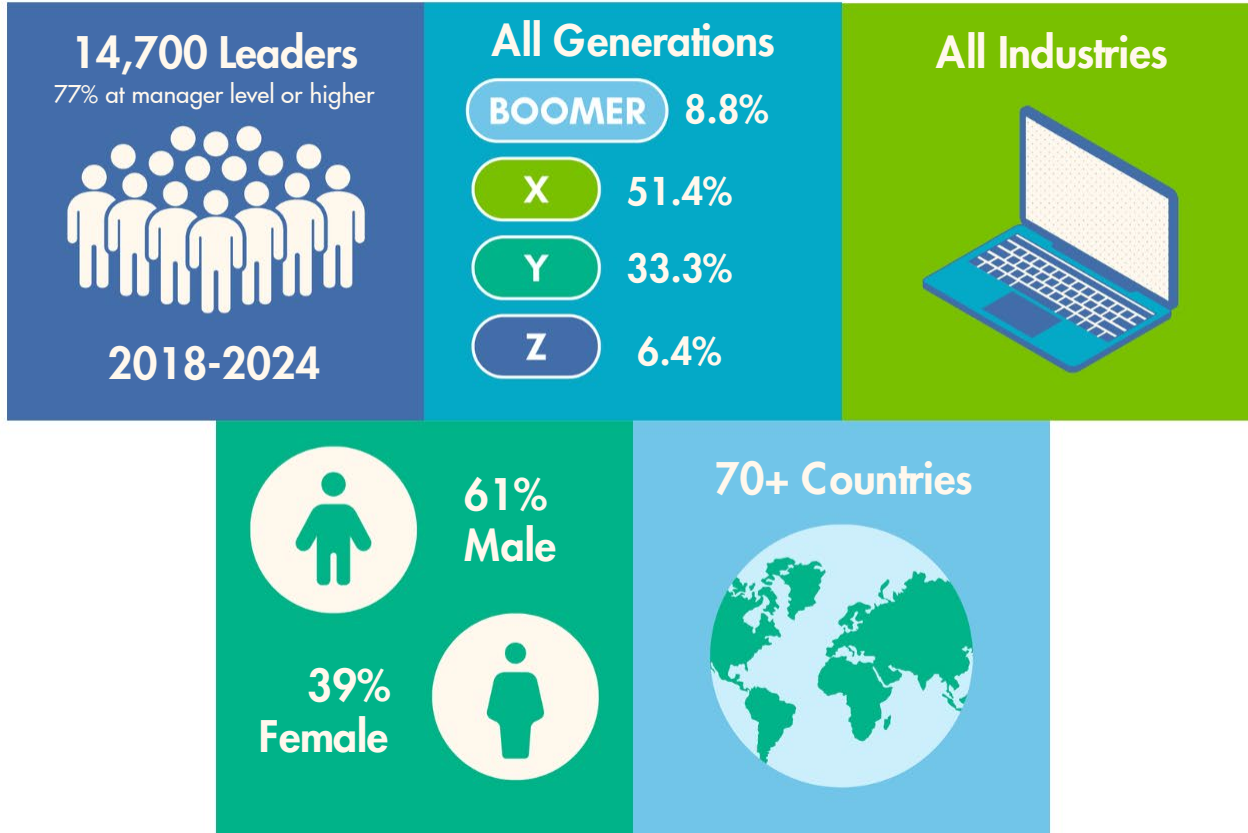 14,700 Leaders
77% at manager level or higher
2018-2024
All Generations
BOOMER 8.8%
X 51.4%
Y 33.3%
Z 6.4%
All Industries
61%
Male
39%
Female
70+ Countries